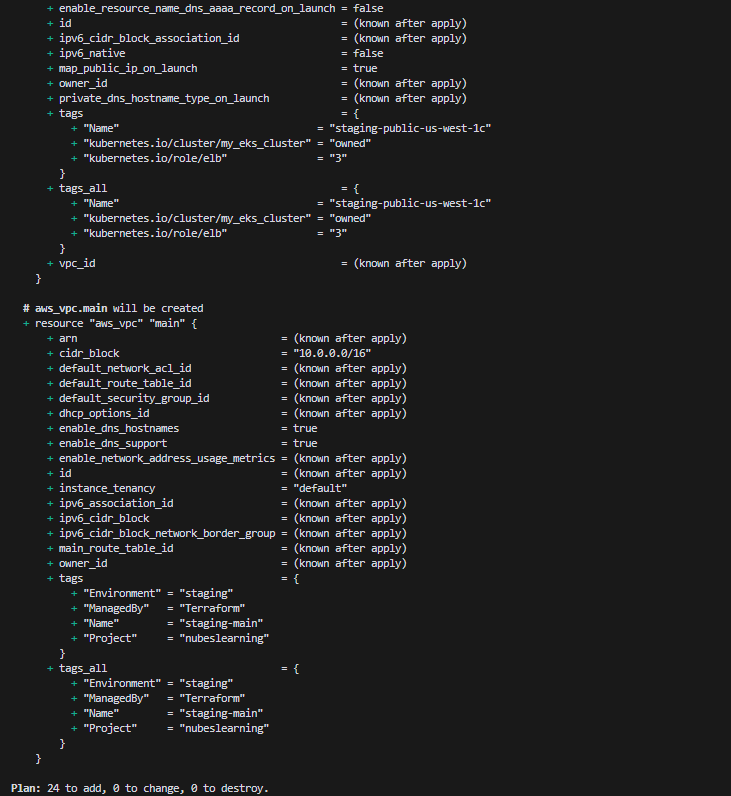 + enable_resource_name_dns_aaaa_record_on_launch = false
+ id = (known after apply)
+ ipv6_cidr_block_association_id = (known after apply)
+ ipv6_native = false
+ map_public_ip_on_launch = true
+ owner_id = (known after apply)
+ private_dns_hostname_type_on_launch = (known after apply)
+ tags = {
+ "Name" = "staging-public-us-west-1c"
+ "kubernetes.io/cluster/my_eks_cluster" = "owned"
+ "kubernetes.io/role/elb" = "3"
}
+ tags_all = {
+ "Name" = "staging-public-us-west-1c"
+ "kubernetes.io/cluster/my_eks_cluster" = "owned"
+ "kubernetes.io/role/elb" = "3"
}
+ vpc_id = (known after apply)
}
# aws_vpc.main will be created
+ resource "aws_vpc" "main" {
+ arn = (known after apply)
+ cidr_block = "10.0.0.0/16"
+ default_network_acl_id = (known after apply)
+ default_route_table_id = (known after apply)
+ default_security_group_id = (known after apply)
+ dhcp_options_id = (known after apply)
+ enable_dns_hostnames = true
+ enable_dns_support = true
+ enable_network_address_usage_metrics = (known after apply)
+ id = (known after apply)
+ instance_tenancy = "default"
+ ipv6_association_id = (known after apply)
+ ipv6_cidr_block = (known after apply)
+ ipv6_cidr_block_network_border_group = (known after apply)
+ main_route_table_id = (known after apply)
+ owner_id = (known after apply)
+ tags = {
+ "Environment" = "staging"
+ "ManagedBy" = "Terraform"
+ "Name" = "staging-main"
+ "Project" = "nubeslearning"
}
+ tags_all = {
+ "Environment" = "staging"
+ "ManagedBy" = "Terraform"
+ "Name" = "staging-main"
+ "Project" = "nubeslearning"
}
}
Plan: 24 to add, 0 to change, 0 to destroy.